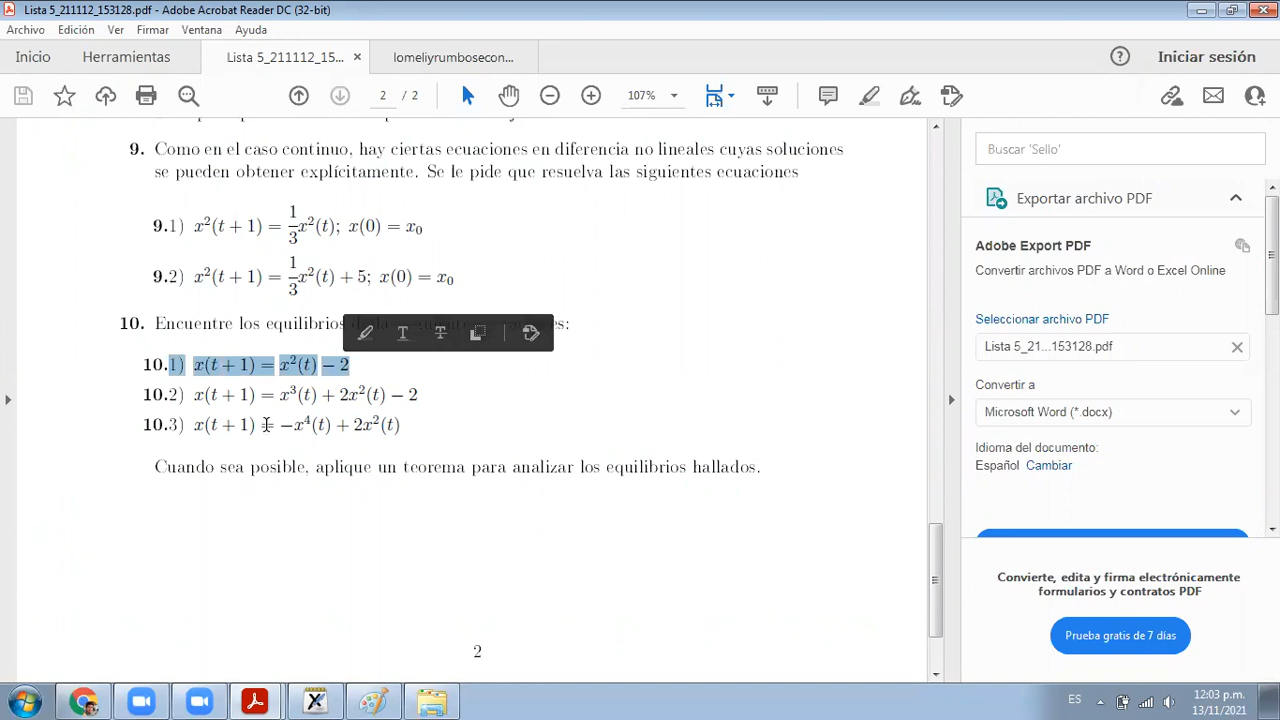 Lista 5_211112_153128.pdf - Adobe Acrobat Reader DC (32-bit)
Archivo Edición Ver Firmar Ventana Ayuda
Inicio Herramientas Lista 5_211112_15... × lomeliyrumbosecon... Iniciar sesión
2 / 2 107%
9. Como en el caso continuo, hay ciertas ecuaciones en diferencia no lineales cuyas soluciones
se pueden obtener explícitamente. Se le pide que resuelva las siguientes ecuaciones
9.1) x²(t + 1) = 1/3 x²(t); x(0) = x₀
9.2) x²(t + 1) = 1/3 x²(t) + 5; x(0) = x₀
10. Encuentre los equilibrios
10.1) x(t + 1) = x²(t) − 2
10.2) x(t + 1) = x³(t) + 2x²(t) − 2
10.3) x(t + 1) = −x⁴(t) + 2x²(t)
Cuando sea posible, aplique un teorema para analizar los equilibrios hallados.
2
Buscar 'Sello'
Exportar archivo PDF
Adobe Export PDF
Convertir archivos PDF a Word o Excel Online
Seleccionar archivo PDF
Lista 5_21...153128.pdf
Convertir a
Microsoft Word (*.docx)
Idioma del documento:
Español Cambiar
Convierte, edita y firma electrónicamente
formularios y contratos PDF
Prueba gratis de 7 días
ES
12:03 p.m.
13/11/2021